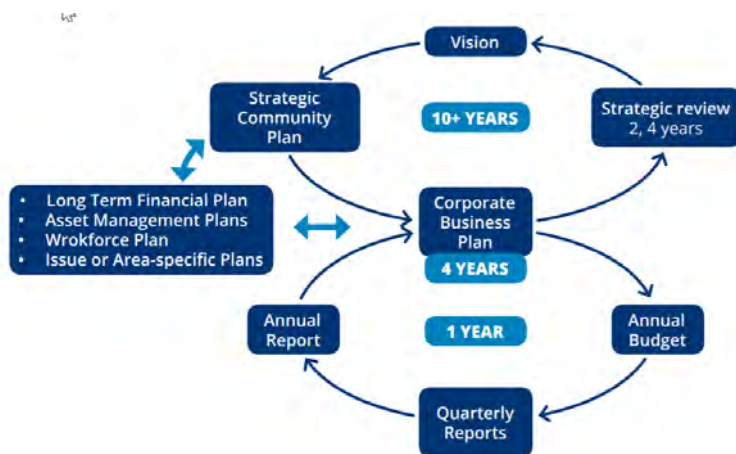 Vision
Strategic
Community
Plan
10+ YEARS
Strategic review
2, 4 years
• Long Term Financial Plan
• Asset Management Plans
• Wrokforce Plan
• Issue or Area-specific Plans
Corporate
Business
Plan
4 YEARS
Annual
Report
1 YEAR
Annual
Budget
Quarterly
Reports